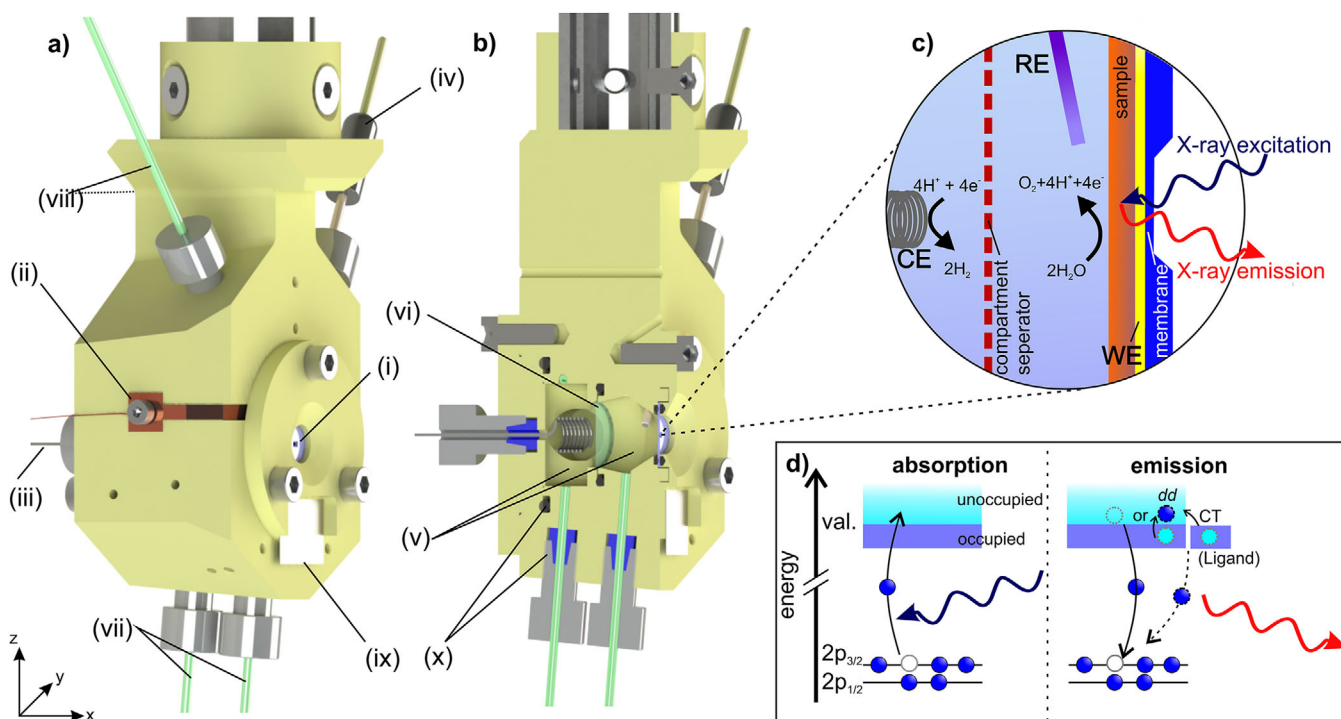 a)
(viii)
(ii)
(iii)
(iv)
(i)
(vii)
(ix)
z
y
x
b)
(vi)
(v)
(x)
c)
RE
sample
X-ray excitation
4H⁺ + 4e⁻
O₂+4H⁺+4e⁻
CE
2H₂
2H₂O
X-ray emission
compartment
seperator
WE
membrane
d)
absorption
emission
energy
val.
unoccupied
occupied
dd
or
CT
(Ligand)
2p₃/₂
2p₁/₂